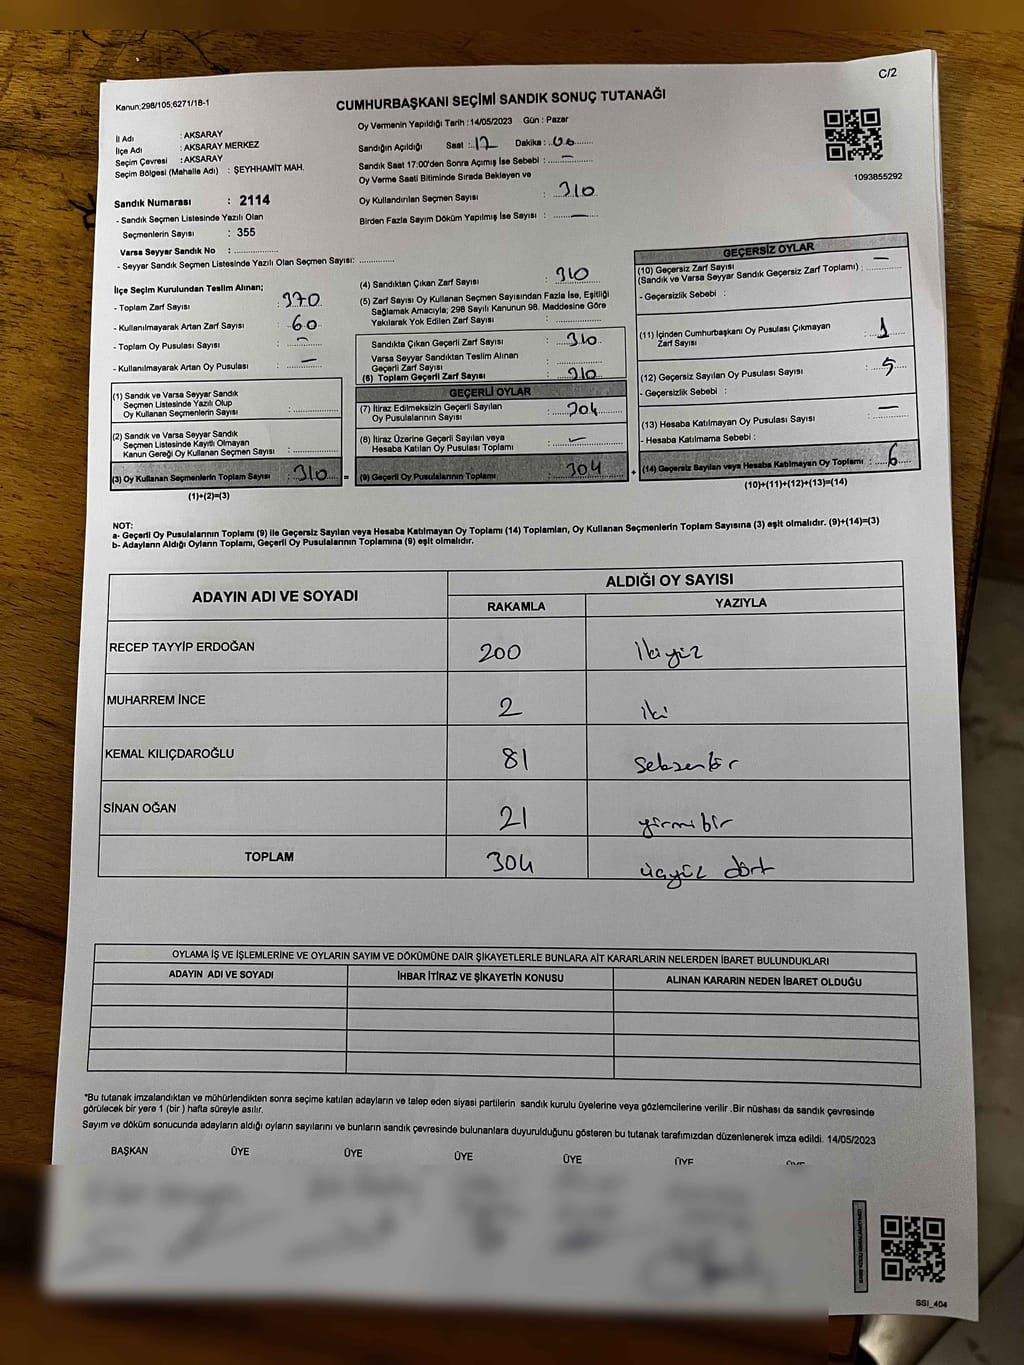 C/2
Kanun;298/105;6271/18-1
CUMHURBAŞKANI SEÇİMİ SANDIK SONUÇ TUTANAĞI
İl Adı : AKSARAY
İlçe Adı : AKSARAY MERKEZ
Seçim Çevresi : AKSARAY
Seçim Bölgesi (Mahalle Adı) : ŞEYHHAMİT MAH.
Oy Vermenin Yapıldığı Tarih : 14/05/2023 Gün : Pazar
Sandığın Açıldığı Saat :17 Dakika :00
Sandık Saat 17:00'den Sonra Açımış İse Sebebi : —
Oy Verme Saati Bitiminde Sırada Bekleyen ve
Oy Kullandırılan Seçmen Sayısı : 310
Birden Fazla Sayım Döküm Yapılmış İse Sayısı : —
1093855292
Sandık Numarası : 2114
- Sandık Seçmen Listesinde Yazılı Olan
Seçmenlerin Sayısı : 355
Varsa Seyyar Sandık No : ..................
- Seyyar Sandık Seçmen Listesinde Yazılı Olan Seçmen Sayısı: ............
İlçe Seçim Kurulundan Teslim Alınan;
- Toplam Zarf Sayısı : 370
- Kullanılmayarak Artan Zarf Sayısı : 60
- Toplam Oy Pusulası Sayısı : —
- Kullanılmayarak Artan Oy Pusulası : —
(4) Sandıktan Çıkan Zarf Sayısı : 310
(5) Zarf Sayısı Oy Kullanan Seçmen Sayısından Fazla İse, Eşitliği
Sağlamak Amacıyla; 298 Sayılı Kanunun 98. Maddesine Göre
Yakılarak Yok Edilen Zarf Sayısı : ..............
Sandıkta Çıkan Geçerli Zarf Sayısı : 310
Varsa Seyyar Sandıktan Teslim Alınan
Geçerli Zarf Sayısı : ..............
(6) Toplam Geçerli Zarf Sayısı : 310
GEÇERSİZ OYLAR
(10) Geçersiz Zarf Sayısı
(Sandık ve Varsa Seyyar Sandık Geçersiz Zarf Toplamı) : —
- Geçersizlik Sebebi :
(11) İçinden Cumhurbaşkanı Oy Pusulası Çıkmayan
Zarf Sayısı : 1
(12) Geçersiz Sayılan Oy Pusulası Sayısı : 5
- Geçersizlik Sebebi :
(13) Hesaba Katılmayan Oy Pusulası Sayısı : —
- Hesaba Katılmama Sebebi :
(14) Geçersiz Sayılan veya Hesaba Katılmayan Oy Toplamı : 6
(10)+(11)+(12)+(13)=(14)
(1) Sandık ve Varsa Seyyar Sandık
Seçmen Listesinde Yazılı Olup
Oy Kullanan Seçmenlerin Sayısı : ..............
(2) Sandık ve Varsa Seyyar Sandık
Seçmen Listesinde Kayıtlı Olmayan
Kanun Gereği Oy Kullanan Seçmen Sayısı : ..............
(3) Oy Kullanan Seçmenlerin Toplam Sayısı : 310 =
(1)+(2)=(3)
GEÇERLİ OYLAR
(7) İtiraz Edilmeksizin Geçerli Sayılan
Oy Pusulalarının Sayısı : 304
(8) İtiraz Üzerine Geçerli Sayılan veya
Hesaba Katılan Oy Pusulası Toplamı : —
(9) Geçerli Oy Pusulalarının Toplamı : 304 +
NOT:
a- Geçerli Oy Pusulalarının Toplamı (9) ile Geçersiz Sayılan veya Hesaba Katılmayan Oy Toplamı (14) Toplamları, Oy Kullanan Seçmenlerin Toplam Sayısına (3) eşit olmalıdır. (9)+(14)=(3)
b- Adayların Aldığı Oyların Toplamı, Geçerli Oy Pusulalarının Toplamına (9) eşit olmalıdır.
ADAYIN ADI VE SOYADI
ALDIĞI OY SAYISI
RAKAMLA YAZIYLA
RECEP TAYYİP ERDOĞAN 200 İkiyüz
MUHARREM İNCE 2 iki
KEMAL KILIÇDAROĞLU 81 Seksenbir
SİNAN OĞAN 21 yirmibir
TOPLAM 304 üçyüz dört
OYLAMA İŞ VE İŞLEMLERİNE VE OYLARIN SAYIM VE DÖKÜMÜNE DAİR ŞİKAYETLERLE BUNLARA AİT KARARLARIN NELERDEN İBARET BULUNDUKLARI
ADAYIN ADI VE SOYADI İHBAR İTİRAZ VE ŞİKAYETİN KONUSU ALINAN KARARIN NEDEN İBARET OLDUĞU
*Bu tutanak imzalandıktan ve mühürlendikten sonra seçime katılan adayların ve talep eden siyasi partilerin sandık kurulu üyelerine veya gözlemcilerine verilir .Bir nüshası da sandık çevresinde
görülecek bir yere 1 (bir ) hafta süreyle asılır.
Sayım ve döküm sonucunda adayların aldığı oyların sayılarını ve bunların sandık çevresinde bulunanlara duyurulduğunu gösteren bu tutanak tarafımızdan düzenlenerek imza edildi. 14/05/2023
BAŞKAN ÜYE ÜYE ÜYE ÜYE ÜYE ÜYE
SSI_404